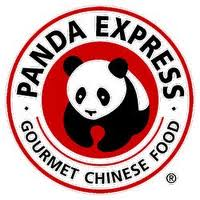 · PANDA EXPRESS ·
GOURMET CHINESE FOOD
®